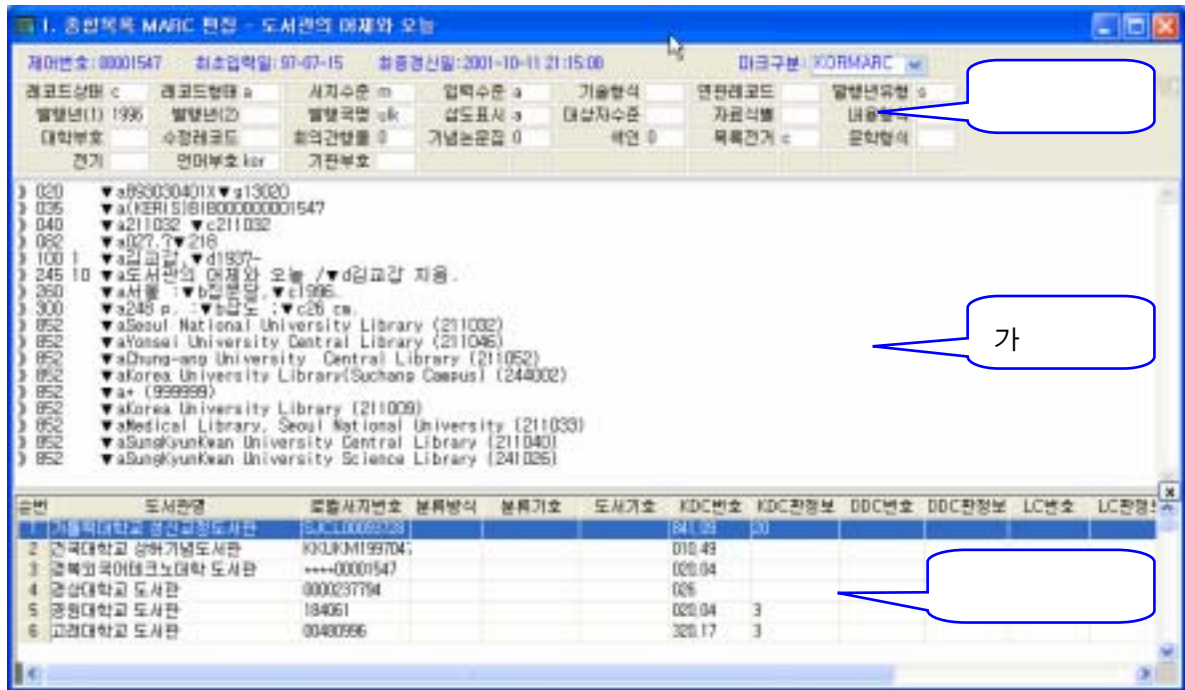 1. 종합목록 MARC 편집 - 도서관의 어제와 오늘
제어번호: 00001547 최초입력일: 97-07-15 최종갱신일: 2001-10-11 21:15:08 마크구분: KORMARC
레코드상태 c 레코드형태 a 서지수준 m 입력수준 a 기술형식 연관레코드 발행년유형 s
발행년(1) 1996 발행년(2) 발행국명 ulk 삽도표시 a 대상자수준 자료식별 내용형식
대학부호 수정레코드 회의간행물 0 기념논문집 0 색인 0 목록전거 c 문학형식
전기 언어부호 kor 기관부호
020 ▼a893030401X▼g13020
035 ▼a(KERIS)BIB000000001547
040 ▼a211032 ▼c211032
082 ▼a027.?▼218
100 1 ▼a김교갑,▼d1937-
245 10 ▼a도서관의 어제와 오늘 /▼d김교갑 지음.
260 ▼a서울 :▼b집문당,▼c1996.
300 ▼a248 p. :▼b삽도 ;▼c26 cm.
852 ▼aSeoul National University Library (211032)
852 ▼aYonsei University Central Library (211046)
852 ▼aChung-ang University Central Library (211052)
852 ▼aKorea University Library(Suchang Campus) (244002)
852 ▼a+ (999999)
852 ▼aKorea University Library (211009)
852 ▼aMedical Library, Seoul National University (211033)
852 ▼aSungKyunKwan University Central Library (211040)
852 ▼aSungKyunKwan University Science Library (241026)
가
순번 도서관명 로컬서지번호 분류방식 분류기호 도서기호 KDC번호 KDC판정보 DDC번호 DDC판정보 LC번호 LC판정
1 가톨릭대학교 성신교정도서관 841.09 20
2 건국대학교 상허기념도서관 KKUKM199704 010.49
3 경북외국어테크노대학 도서관 ++++00001547 020.04
4 경상대학교 도서관 0000237794 026
5 경원대학교 도서관 184061 020.04 3
6 고려대학교 도서관 00480996 320.17 3